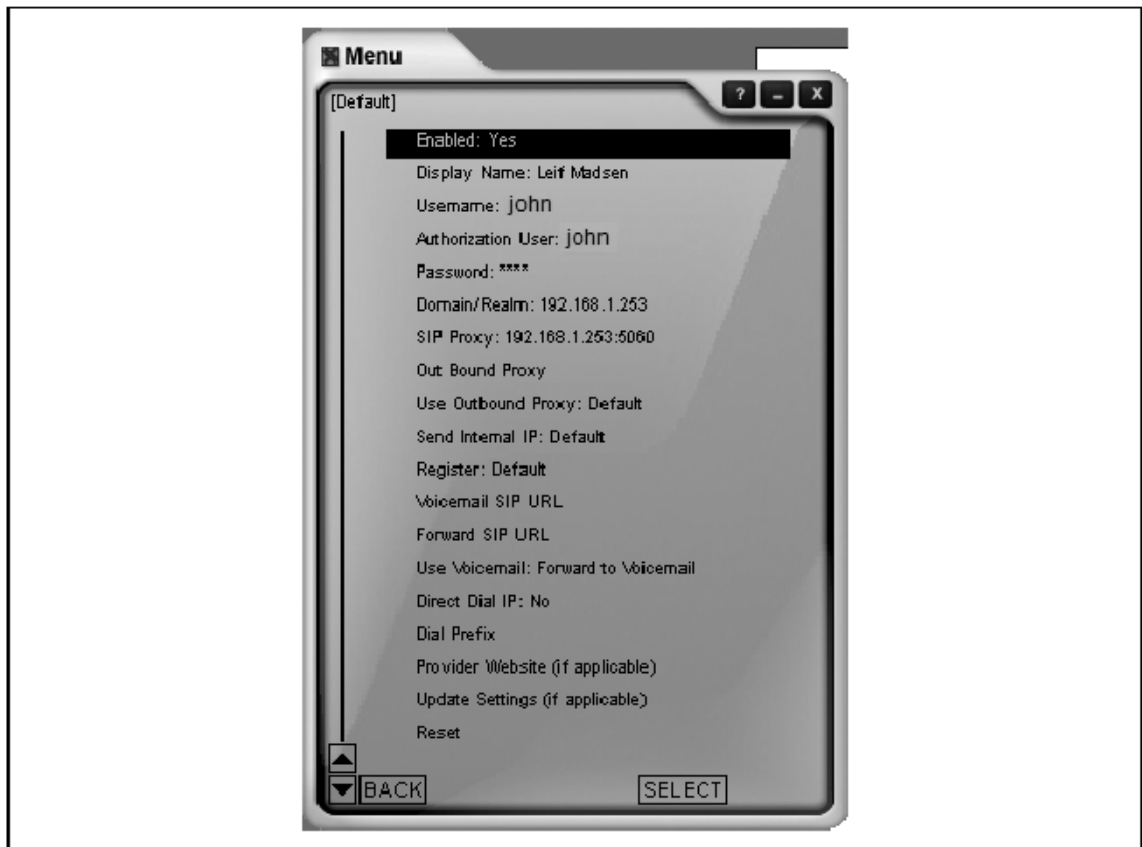 Menu
? – X
[Default]
Enabled: Yes
Display Name: Leif Madsen
Username: john
Authorization User: john
Password: ****
Domain/Realm: 192.168.1.253
SIP Proxy: 192.168.1.253:5060
Out Bound Proxy
Use Outbound Proxy: Default
Send Internal IP: Default
Register: Default
Voicemail SIP URL
Forward SIP URL
Use Voicemail: Forward to Voicemail
Direct Dial IP: No
Dial Prefix
Provider Website (if applicable)
Update Settings (if applicable)
Reset
BACK SELECT